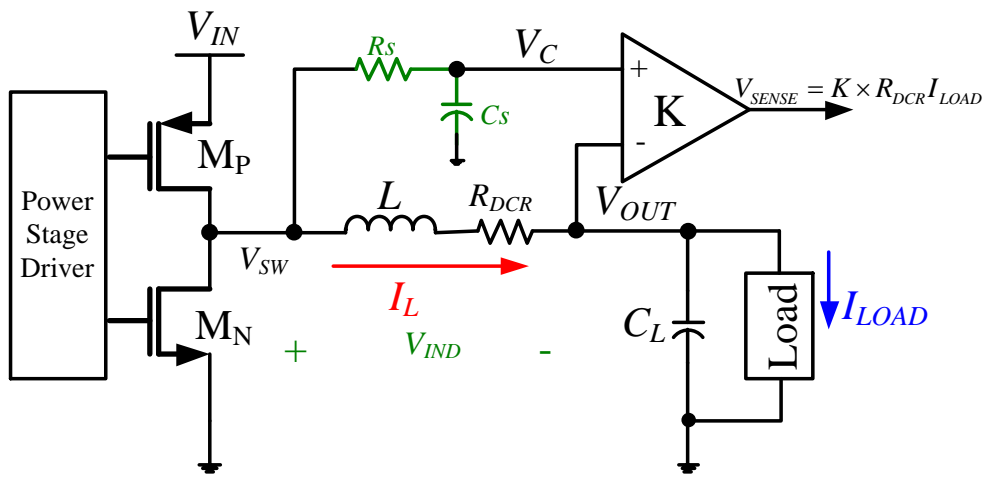 V_IN
Rs
V_C
+
K
-
V_SENSE = K × R_DCR I_LOAD
Cs
M_P
Power
Stage
Driver
L
R_DCR
V_OUT
V_SW
I_L
M_N
+
V_IND
-
C_L
Load
I_LOAD